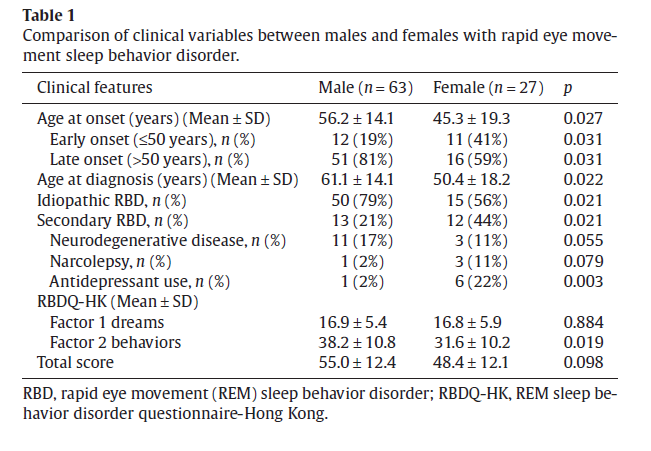 Table 1
Comparison of clinical variables between males and females with rapid eye move-
ment sleep behavior disorder.
Clinical features Male (n = 63) Female (n = 27) p
Age at onset (years) (Mean ± SD) 56.2 ± 14.1 45.3 ± 19.3 0.027
Early onset (≤50 years), n (%) 12 (19%) 11 (41%) 0.031
Late onset (>50 years), n (%) 51 (81%) 16 (59%) 0.031
Age at diagnosis (years) (Mean ± SD) 61.1 ± 14.1 50.4 ± 18.2 0.022
Idiopathic RBD, n (%) 50 (79%) 15 (56%) 0.021
Secondary RBD, n (%) 13 (21%) 12 (44%) 0.021
Neurodegenerative disease, n (%) 11 (17%) 3 (11%) 0.055
Narcolepsy, n (%) 1 (2%) 3 (11%) 0.079
Antidepressant use, n (%) 1 (2%) 6 (22%) 0.003
RBDQ-HK (Mean ± SD)
Factor 1 dreams 16.9 ± 5.4 16.8 ± 5.9 0.884
Factor 2 behaviors 38.2 ± 10.8 31.6 ± 10.2 0.019
Total score 55.0 ± 12.4 48.4 ± 12.1 0.098
RBD, rapid eye movement (REM) sleep behavior disorder; RBDQ-HK, REM sleep be-
havior disorder questionnaire-Hong Kong.